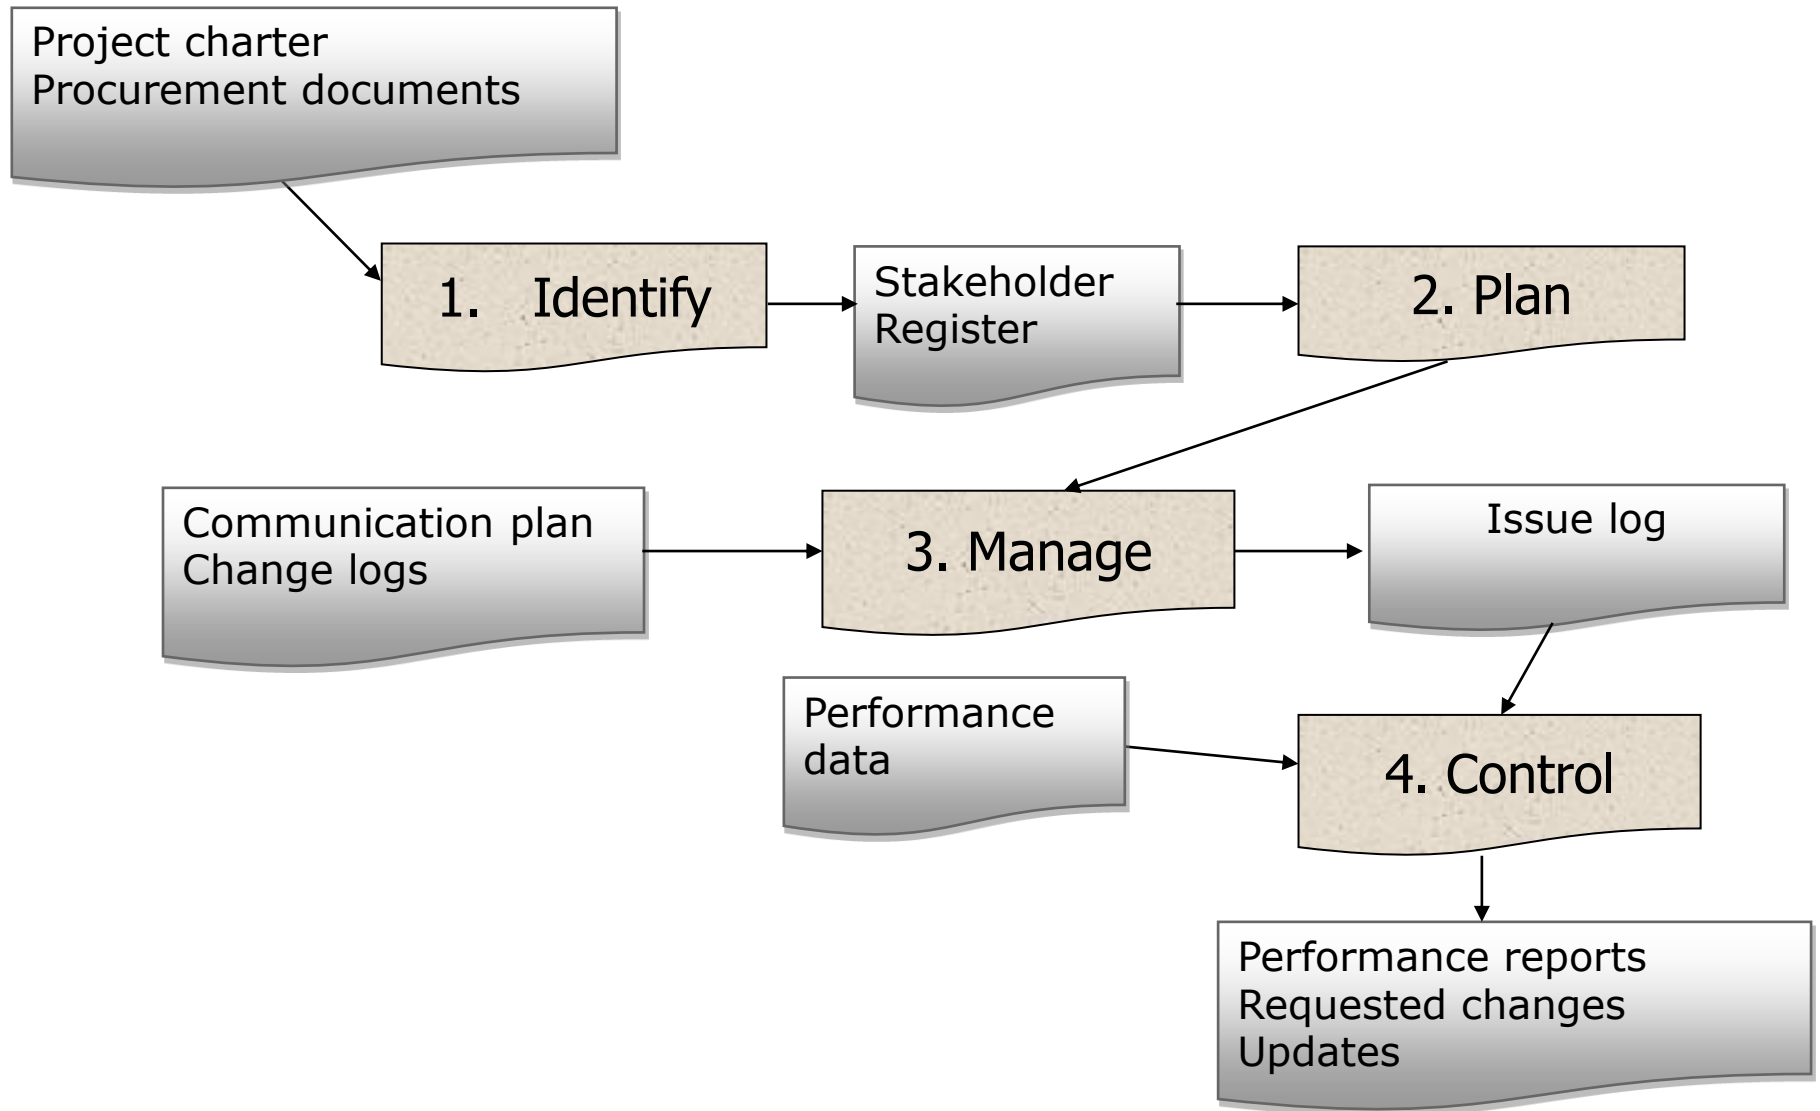 Project charter
Procurement documents
1. Identify
Stakeholder
Register
2. Plan
Communication plan
Change logs
3. Manage
Issue log
Performance
data
4. Control
Performance reports
Requested changes
Updates